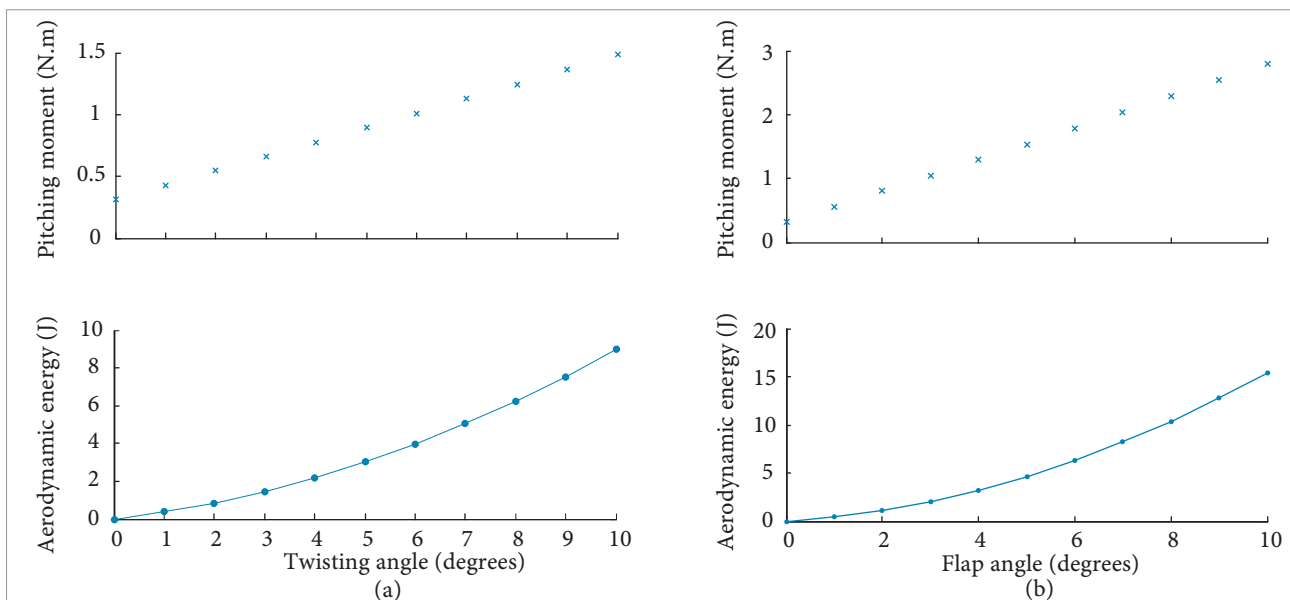 Pitching moment (N.m)
1.5
1
0.5
0
Aerodynamic energy (J)
10
8
6
4
2
0
0 1 2 3 4 5 6 7 8 9 10
Twisting angle (degrees)
(a)
Pitching moment (N.m)
3
2
1
0
Aerodynamic energy (J)
20
15
10
5
0
0 2 4 6 8 10
Flap angle (degrees)
(b)